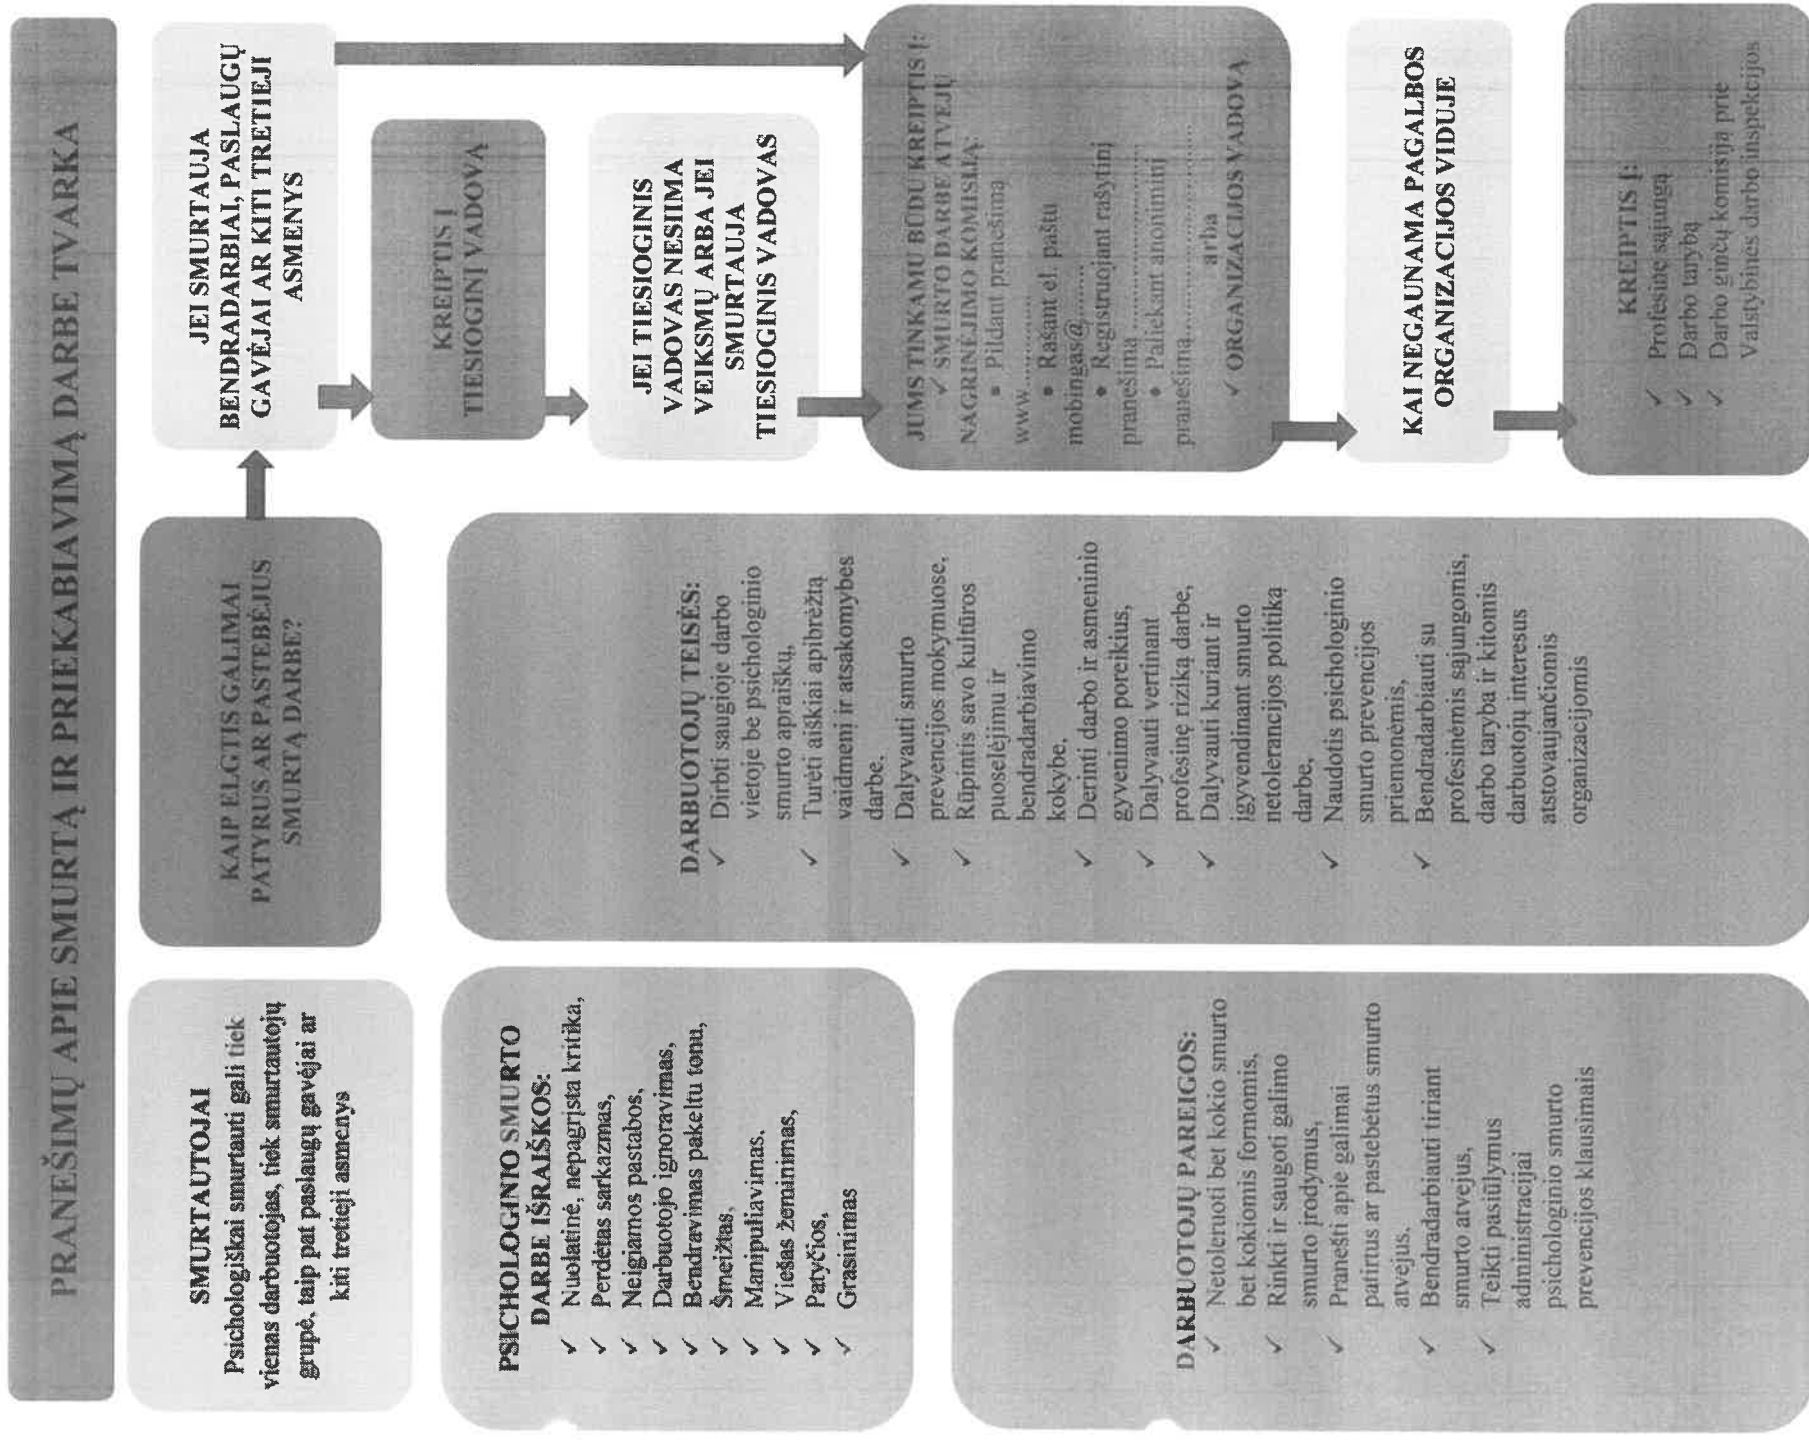 PRANEŠIMŲ APIE SMURTĄ IR PRIEKABIAVIMĄ DARBE TVARKA
SMURTAUTOJAI
Psichologiškai smurtauti gali tiek
vienas darbuotojas, tiek smurtautojų
grupė, taip pat paslaugų gavėjai ar
kiti tretieji asmenys
PSICHOLOGINIO SMURTO
DARBE IŠRAIŠKOS:
✓ Nuolatinė, nepagrįsta kritika,
✓ Perdėtas sarkazmas,
✓ Neigiamos pastabos,
✓ Darbuotojo ignoravimas,
✓ Bendravimas pakeltu tonu,
✓ Šmeižtas,
✓ Manipuliavimas,
✓ Viešas žeminimas,
✓ Patyčios,
✓ Grasinimas
DARBUOTOJŲ PAREIGOS:
✓ Netoleruoti bet kokio smurto
bet kokiomis formomis,
✓ Rinkti ir saugoti galimo
smurto įrodymus,
✓ Pranešti apie galimai
patirtus ar pastebėtus smurto
atvejus.
✓ Bendradarbiauti tiriant
smurto atvejus,
✓ Teikti pasiūlymus
administracijai
psichologinio smurto
prevencijos klausimais
KAIP ELGTIS GALIMAI
PATYRUS AR PASTEBĖJUS
SMURTĄ DARBE?
DARBUOTOJŲ TEISĖS:
✓ Dirbti saugioje darbo
vietoje be psichologinio
smurto apraiškų,
✓ Turėti aiškiai apibrėžtą
vaidmenį ir atsakomybes
darbe.
✓ Dalyvauti smurto
prevencijos mokymuose,
✓ Rūpintis savo kultūros
puoselėjimu ir
bendradarbiavimo
kokybe,
✓ Derinti darbo ir asmeninio
gyvenimo poreikius,
✓ Dalyvauti vertinant
profesinę riziką darbe,
✓ Dalyvauti kuriant ir
įgyvendinant smurto
netolerancijos politiką
darbe,
✓ Naudotis psichologinio
smurto prevencijos
priemonėmis,
✓ Bendradarbiauti su
profesinėmis sąjungomis,
darbo taryba ir kitomis
darbuotojų interesus
atstovaujančiomis
organizacijomis
JEI SMURTAUJA
BENDRADARBIAI, PASLAUGŲ
GAVĖJAI AR KITI TRETIEJI
ASMENYS
KREIPTIS Į
TIESIOGINĮ VADOVĄ
JEI TIESIOGINIS
VADOVAS NESIIMA
VEIKSMŲ ARBA JEI
SMURTAUJA
TIESIOGINIS VADOVAS
JUMS TINKAMU BŪDU KREIPTIS Į:
✓ SMURTO DARBE ATVEJŲ
NAGRINĖJIMO KOMISIJĄ:
• Pildant pranešimą
www................
• Rašant el. paštu
mobingas@.......
• Registruojant rašytinį
pranešimą........................
• Paliekant anoniminį
pranešimą........................
arba
✓ ORGANIZACIJOS VADOVĄ
KAI NEGAUNAMA PAGALBOS
ORGANIZACIJOS VIDUJE
KREIPTIS Į:
✓ Profesinę sąjungą
✓ Darbo tarybą
✓ Darbo ginčų komisiją prie
Valstybinės darbo inspekcijos